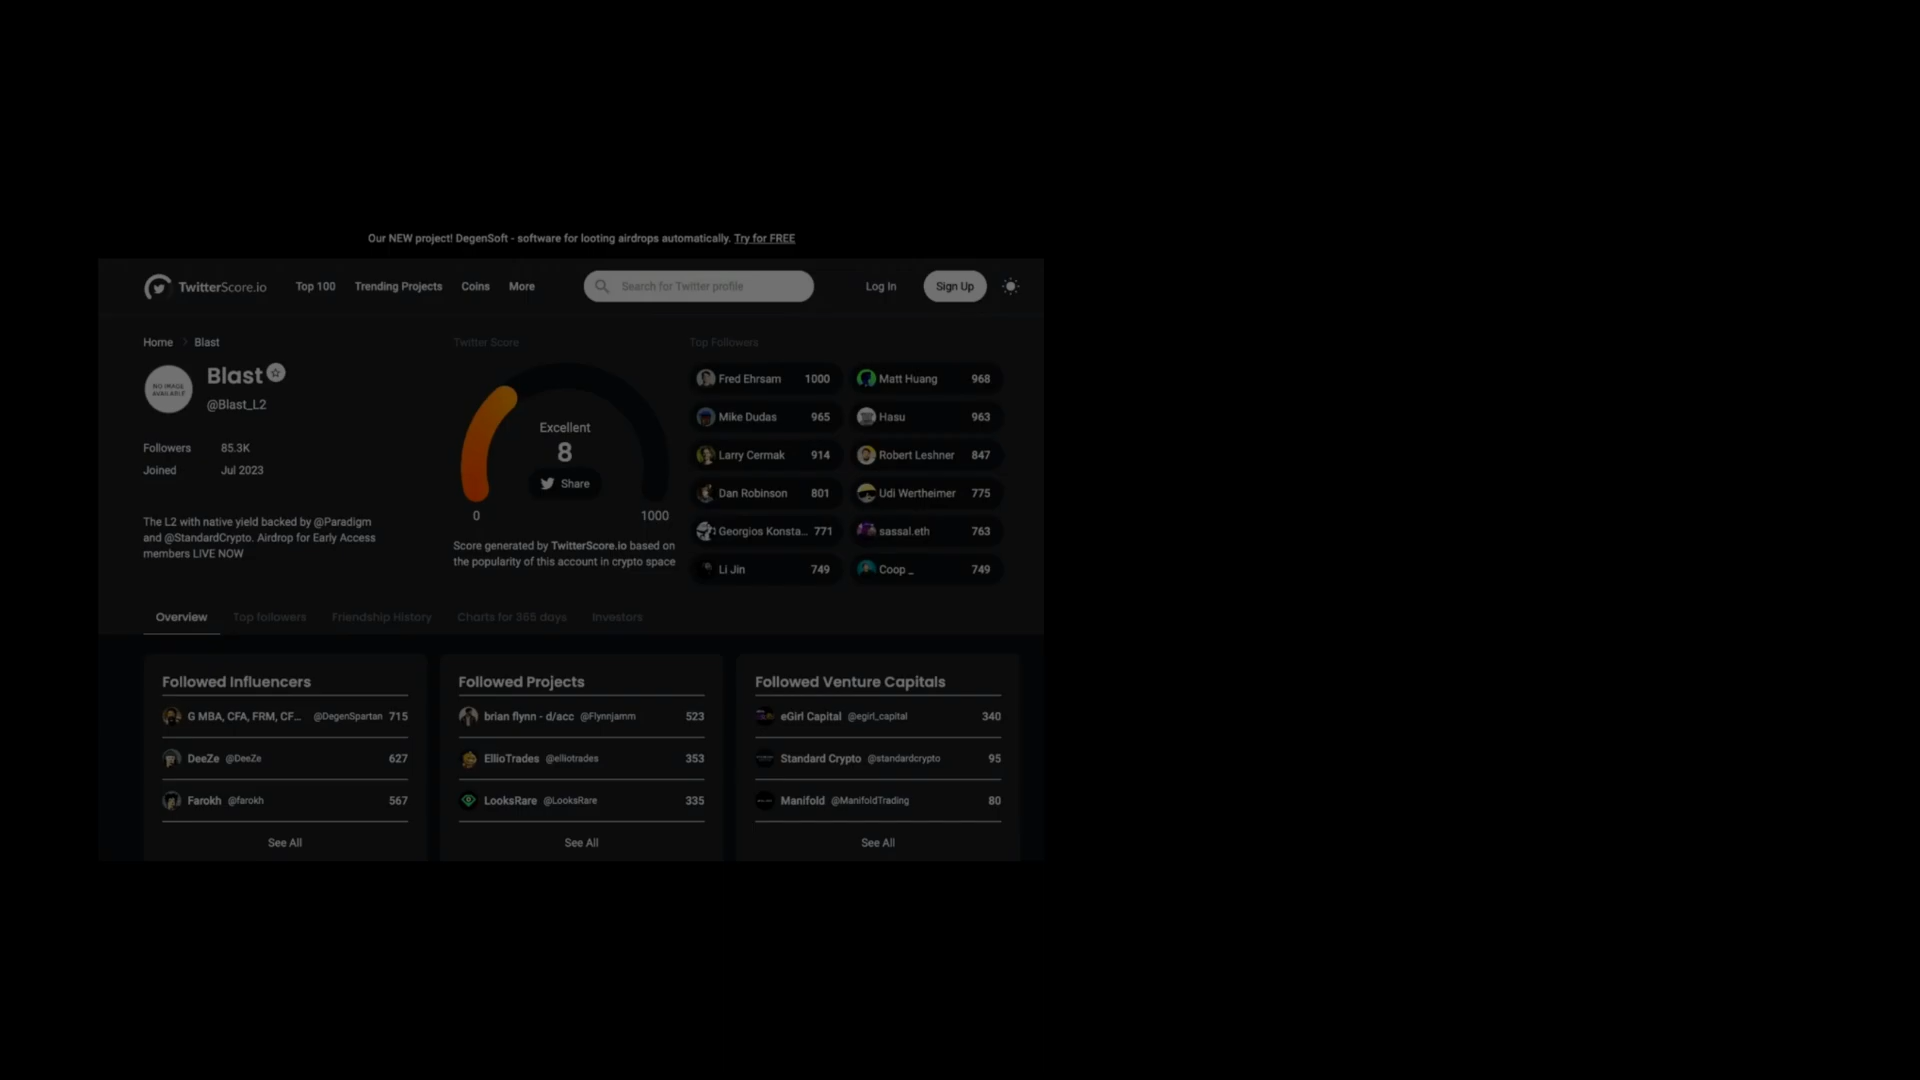 Our NEW project! DegenSoft - software for looting airdrops automatically. Try for FREE
TwitterScore.io
Top 100
Trending Projects
Coins
More
Search for Twitter profile
Log In
Sign Up
Home > Blast
NO IMAGE
AVAILABLE
Blast
@Blast_L2
Followers 85.3K
Joined Jul 2023
The L2 with native yield backed by @Paradigm
and @StandardCrypto. Airdrop for Early Access
members LIVE NOW
Twitter Score
Excellent
8
Share
0 1000
Score generated by TwitterScore.io based on
the popularity of this account in crypto space
Top Followers
Fred Ehrsam 1000
Matt Huang 968
Mike Dudas 965
Hasu 963
Larry Cermak 914
Robert Leshner 847
Dan Robinson 801
Udi Wertheimer 775
Georgios Konsta... 771
sassal.eth 763
Li Jin 749
Coop _ 749
Overview
Top followers
Friendship History
Charts for 365 days
Investors
Followed Influencers
G MBA, CFA, FRM, CF... @DegenSpartan 715
DeeZe @DeeZe 627
Farokh @farokh 567
See All
Followed Projects
brian flynn - d/acc @Flynnjamm 523
EllioTrades @elliotrades 353
LooksRare @LooksRare 335
See All
Followed Venture Capitals
eGirl Capital @egirl_capital 340
Standard Crypto @standardcrypto 95
Manifold @ManifoldTrading 80
See All